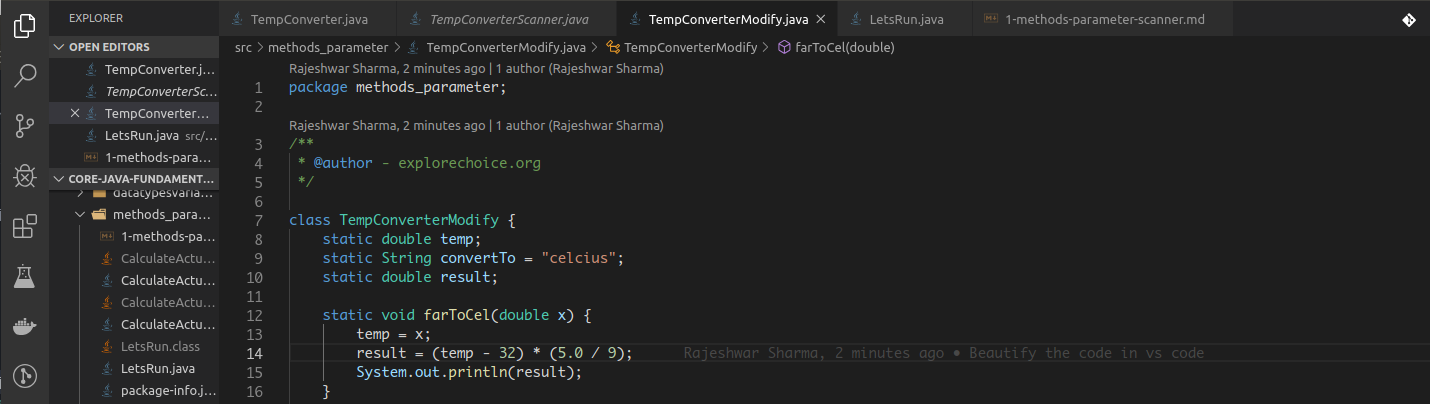 EXPLORER
OPEN EDITORS
TempConverter.j...
TempConverterSc...
TempConverter...
LetsRun.java src/...
1-methods-para...
CORE-JAVA-FUNDAMENT...
datatypesvaria...
methods_para...
1-methods-pa...
CalculateActu...
CalculateActu...
CalculateActu...
CalculateActu...
LetsRun.class
LetsRun.java
package-info.j...
TempConverter.java
TempConverterScanner.java
TempConverterModify.java
LetsRun.java
1-methods-parameter-scanner.md
src > methods_parameter > TempConverterModify.java > TempConverterModify > farToCel(double)
Rajeshwar Sharma, 2 minutes ago | 1 author (Rajeshwar Sharma)
1 package methods_parameter;
2
Rajeshwar Sharma, 2 minutes ago | 1 author (Rajeshwar Sharma)
3 /**
4 * @author - explorechoice.org
5 */
6
7 class TempConverterModify {
8 static double temp;
9 static String convertTo = "celcius";
10 static double result;
11
12 static void farToCel(double x) {
13 temp = x;
14 result = (temp - 32) * (5.0 / 9); Rajeshwar Sharma, 2 minutes ago • Beautify the code in vs code
15 System.out.println(result);
16 }